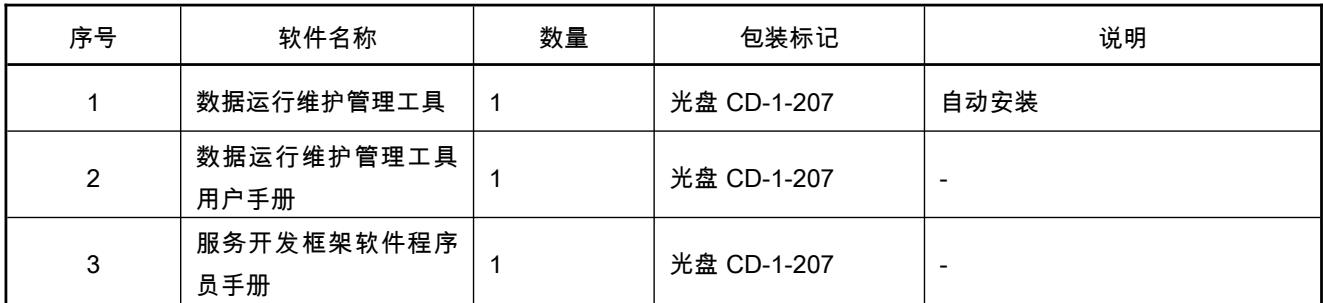 序号 软件名称 数量 包装标记 说明
1 数据运行维护管理工具 1 光盘 CD-1-207 自动安装
数据运行维护管理工具
2 1 光盘 CD-1-207 -
用户手册
服务开发框架软件程序
3 1 光盘 CD-1-207 -
员手册